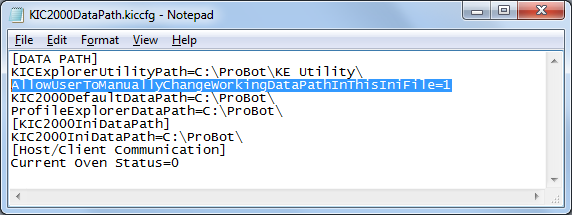 KIC2000DataPath.kiccfg - Notepad
File Edit Format View Help
[DATA PATH]
KICExplorerUtilityPath=C:\ProBot\KE Utility\
AllowUserToManuallyChangeWorkingDataPathInThisIniFile=1
KIC2000DefaultDataPath=C:\ProBot\
ProfileExplorerDataPath=C:\ProBot\
[KIC2000IniDataPath]
KIC2000IniDataPath=C:\ProBot\
[Host/Client Communication]
Current Oven Status=0